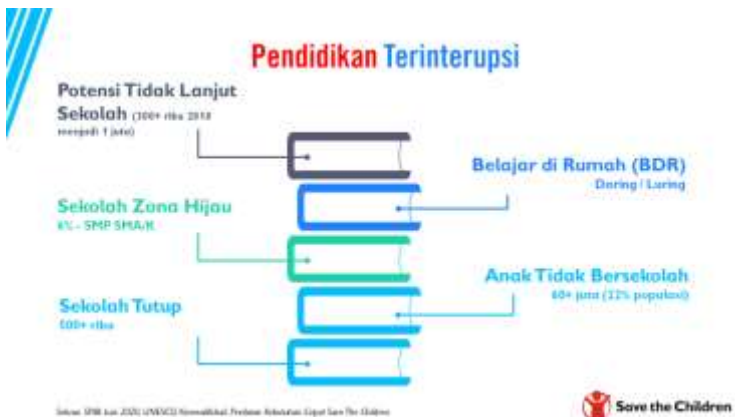 Pendidikan Terinterupsi
Potensi Tidak Lanjut
Sekolah (300+ ribu 2018
menjadi 1 juta)
Belajar di Rumah (BDR)
Daring / Luring
Sekolah Zona Hijau
6% - SMP SMA/K
Anak Tidak Bersekolah
60+ juta (22% populasi)
Sekolah Tutup
500+ ribu
Save the Children